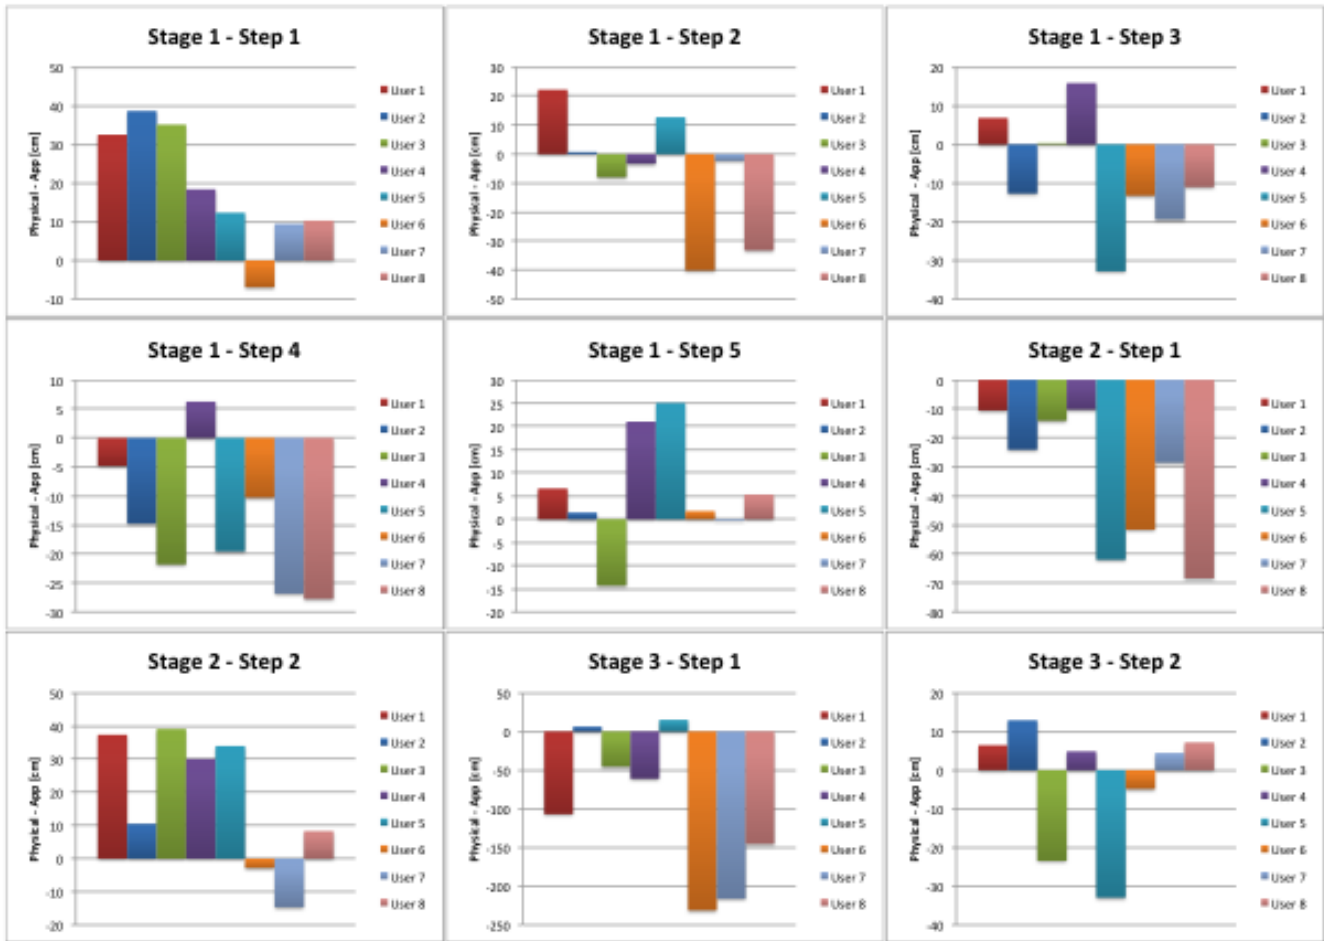 Stage 1 - Step 1
50
40
30
20
10
0
-10
Physical - App [cm]
User 1
User 2
User 3
User 4
User 5
User 6
User 7
User 8
Stage 1 - Step 2
30
20
10
0
-10
-20
-30
-40
-50
Physical - App [cm]
User 1
User 2
User 3
User 4
User 5
User 6
User 7
User 8
Stage 1 - Step 3
20
10
0
-10
-20
-30
-40
Physical - App [cm]
User 1
User 2
User 3
User 4
User 5
User 6
User 7
User 8
Stage 1 - Step 4
10
5
0
-5
-10
-15
-20
-25
-30
Physical - App [cm]
User 1
User 2
User 3
User 4
User 5
User 6
User 7
User 8
Stage 1 - Step 5
30
25
20
15
10
5
0
-5
-10
-15
-20
Physical - App [cm]
User 1
User 2
User 3
User 4
User 5
User 6
User 7
User 8
Stage 2 - Step 1
0
-10
-20
-30
-40
-50
-60
-70
-80
Physical - App [cm]
User 1
User 2
User 3
User 4
User 5
User 6
User 7
User 8
Stage 2 - Step 2
50
40
30
20
10
0
-10
-20
Physical - App [cm]
User 1
User 2
User 3
User 4
User 5
User 6
User 7
User 8
Stage 3 - Step 1
50
0
-50
-100
-150
-200
-250
Physical - App [cm]
User 1
User 2
User 3
User 4
User 5
User 6
User 7
User 8
Stage 3 - Step 2
20
10
0
-10
-20
-30
-40
Physical - App [cm]
User 1
User 2
User 3
User 4
User 5
User 6
User 7
User 8